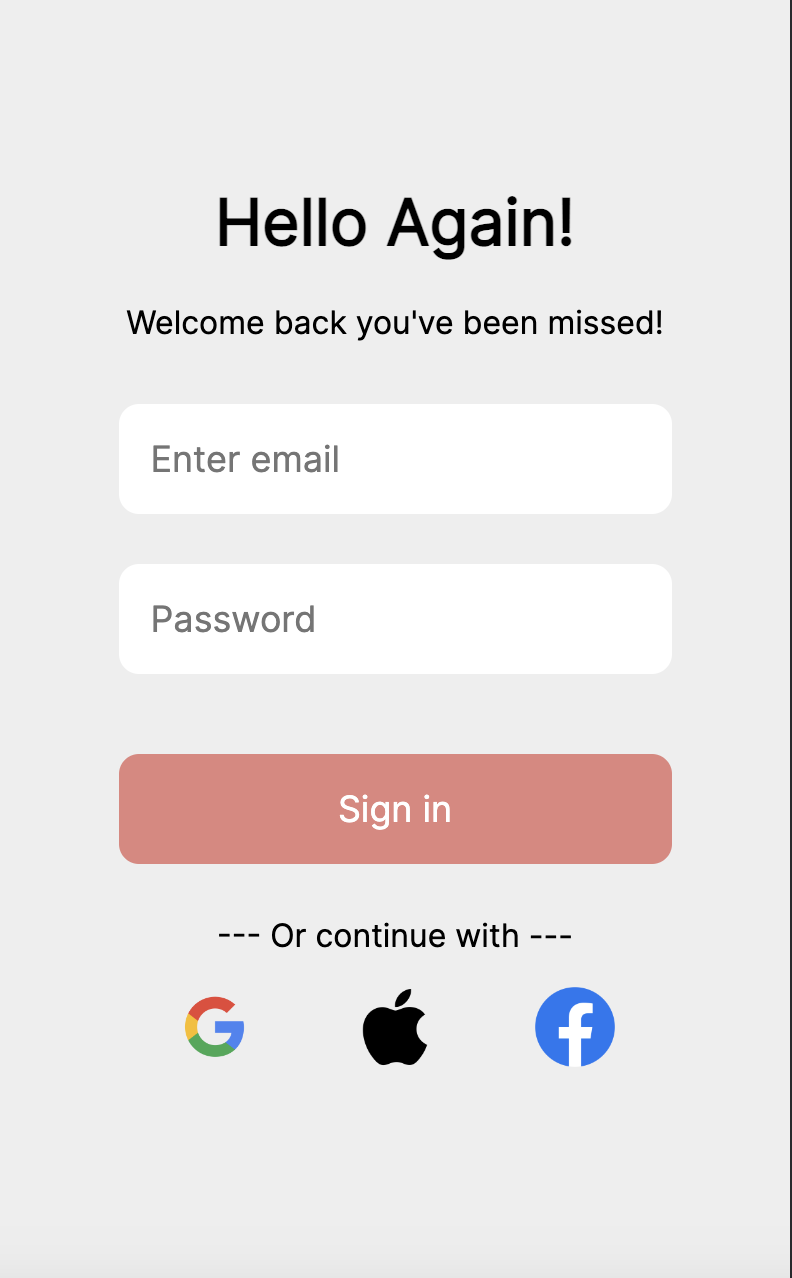 Hello Again!
Welcome back you've been missed!
Enter email
Password
Sign in
--- Or continue with ---